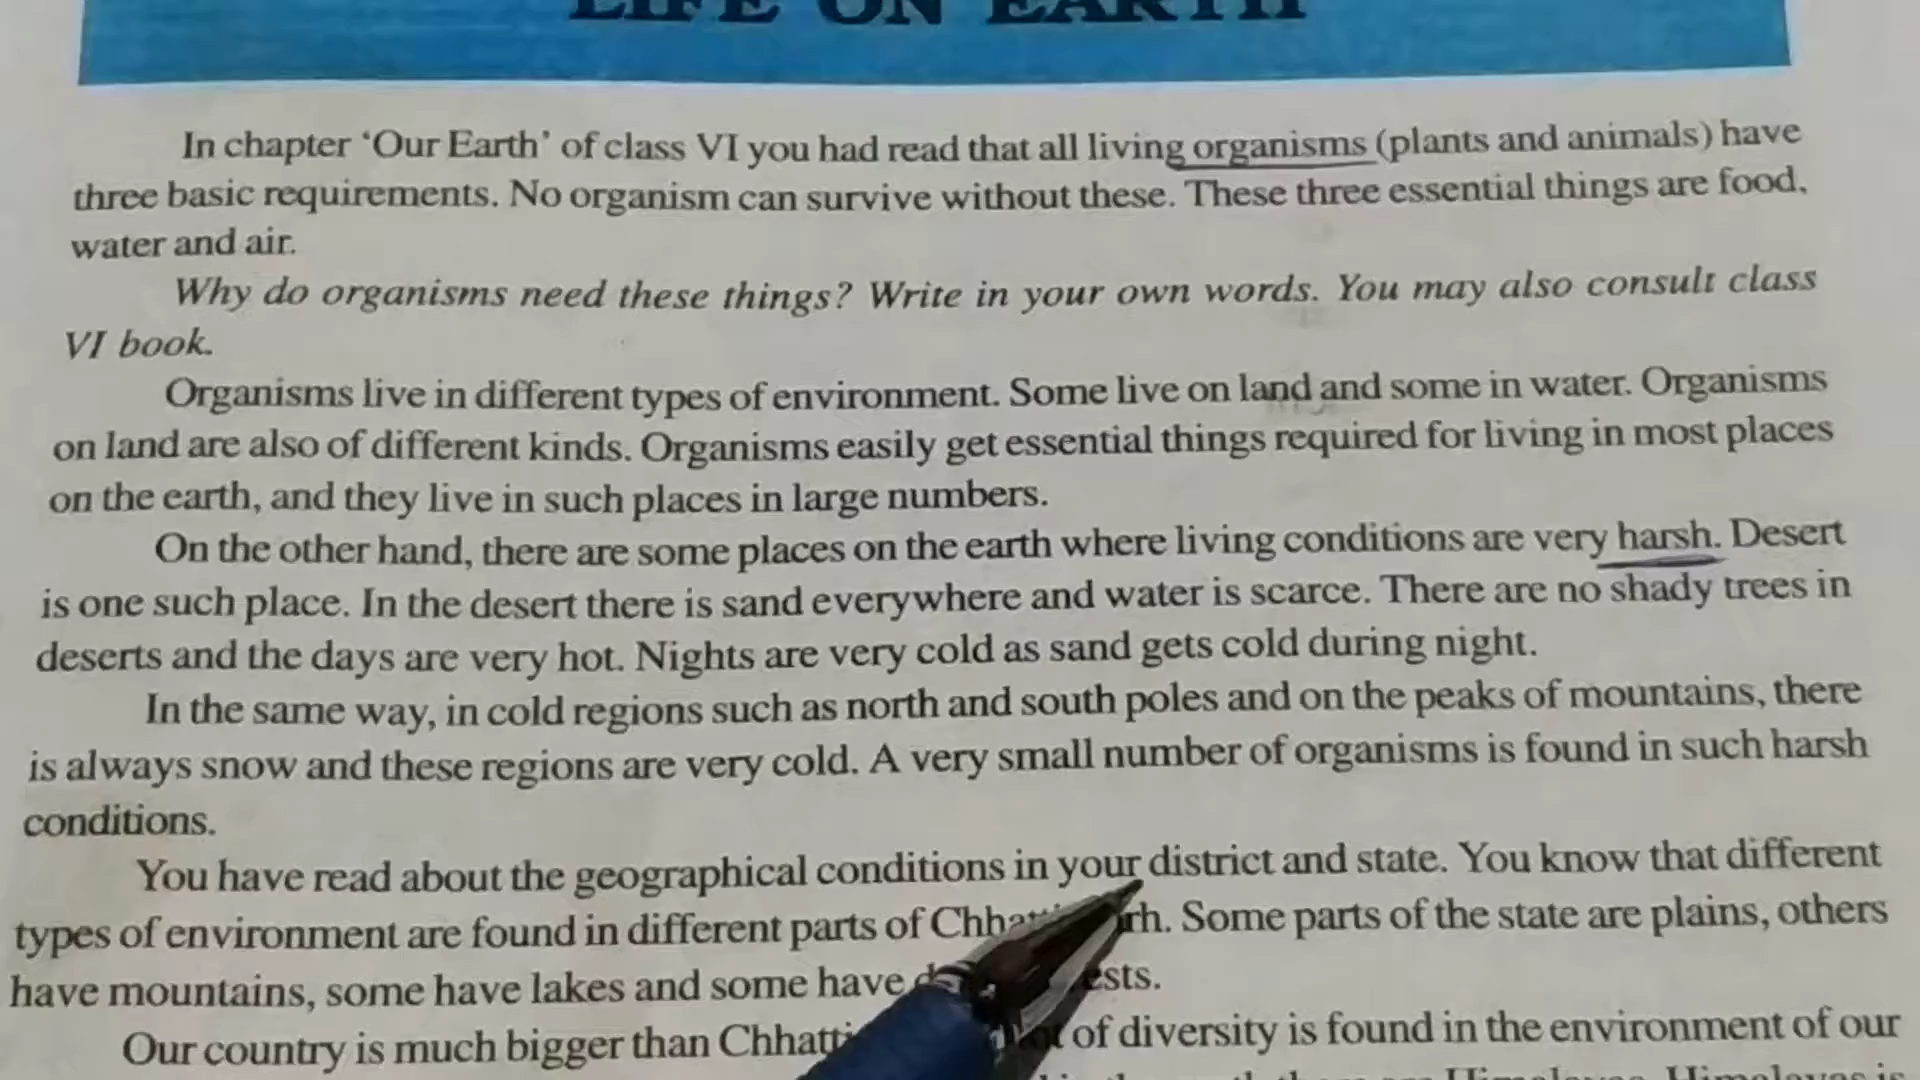 LIFE ON EARTH
In chapter ‘Our Earth’ of class VI you had read that all living organisms (plants and animals) have
three basic requirements. No organism can survive without these. These three essential things are food,
water and air.
Why do organisms need these things? Write in your own words. You may also consult class
VI book.
Organisms live in different types of environment. Some live on land and some in water. Organisms
on land are also of different kinds. Organisms easily get essential things required for living in most places
on the earth, and they live in such places in large numbers.
On the other hand, there are some places on the earth where living conditions are very harsh. Desert
is one such place. In the desert there is sand everywhere and water is scarce. There are no shady trees in
deserts and the days are very hot. Nights are very cold as sand gets cold during night.
In the same way, in cold regions such as north and south poles and on the peaks of mountains, there
is always snow and these regions are very cold. A very small number of organisms is found in such harsh
conditions.
You have read about the geographical conditions in your district and state. You know that different
types of environment are found in different parts of Some parts of the state are plains, others
have mountains, some have lakes and some have
Our country is much bigger than of diversity is found in the environment of our